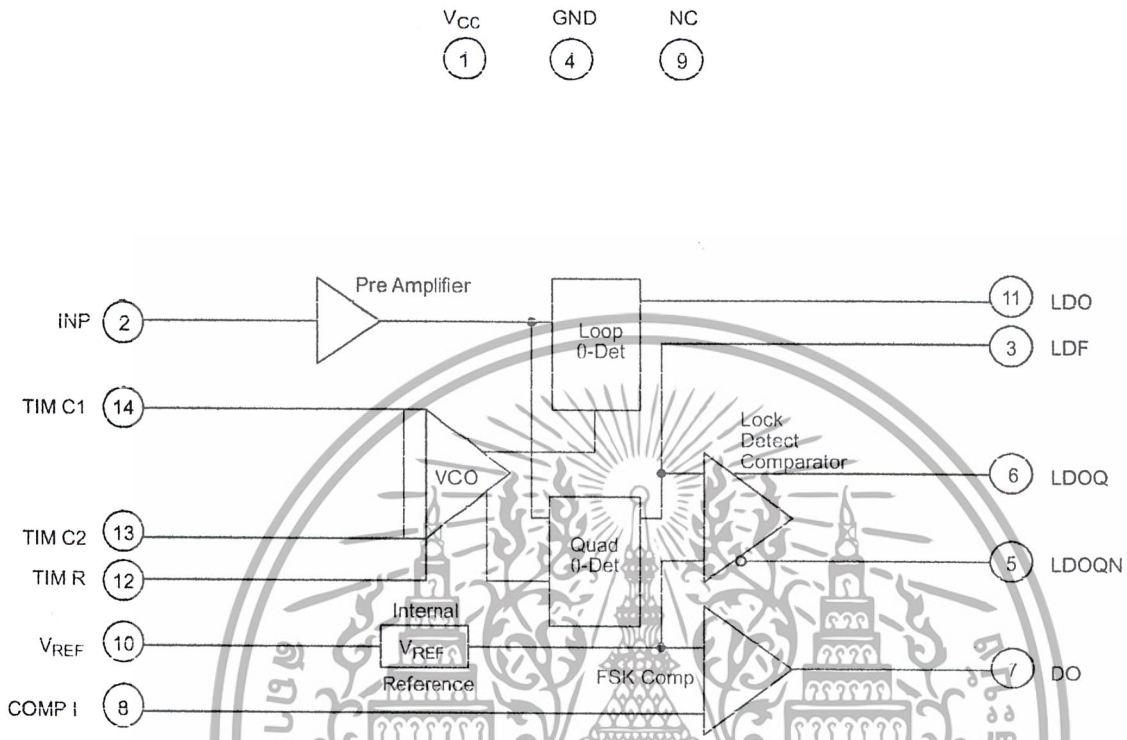 VCC GND NC
1 4 9
Pre Amplifier
INP 2
Loop
0-Det
11 LDO
3 LDF
TIM C1 14
VCO
Lock
Detect
Comparator
6 LDOQ
TIM C2 13
TIM R 12
Quad
0-Det
5 LDOQN
Internal
VREF 10
VREF
Reference
FSK Comp
7 DO
COMP I 8